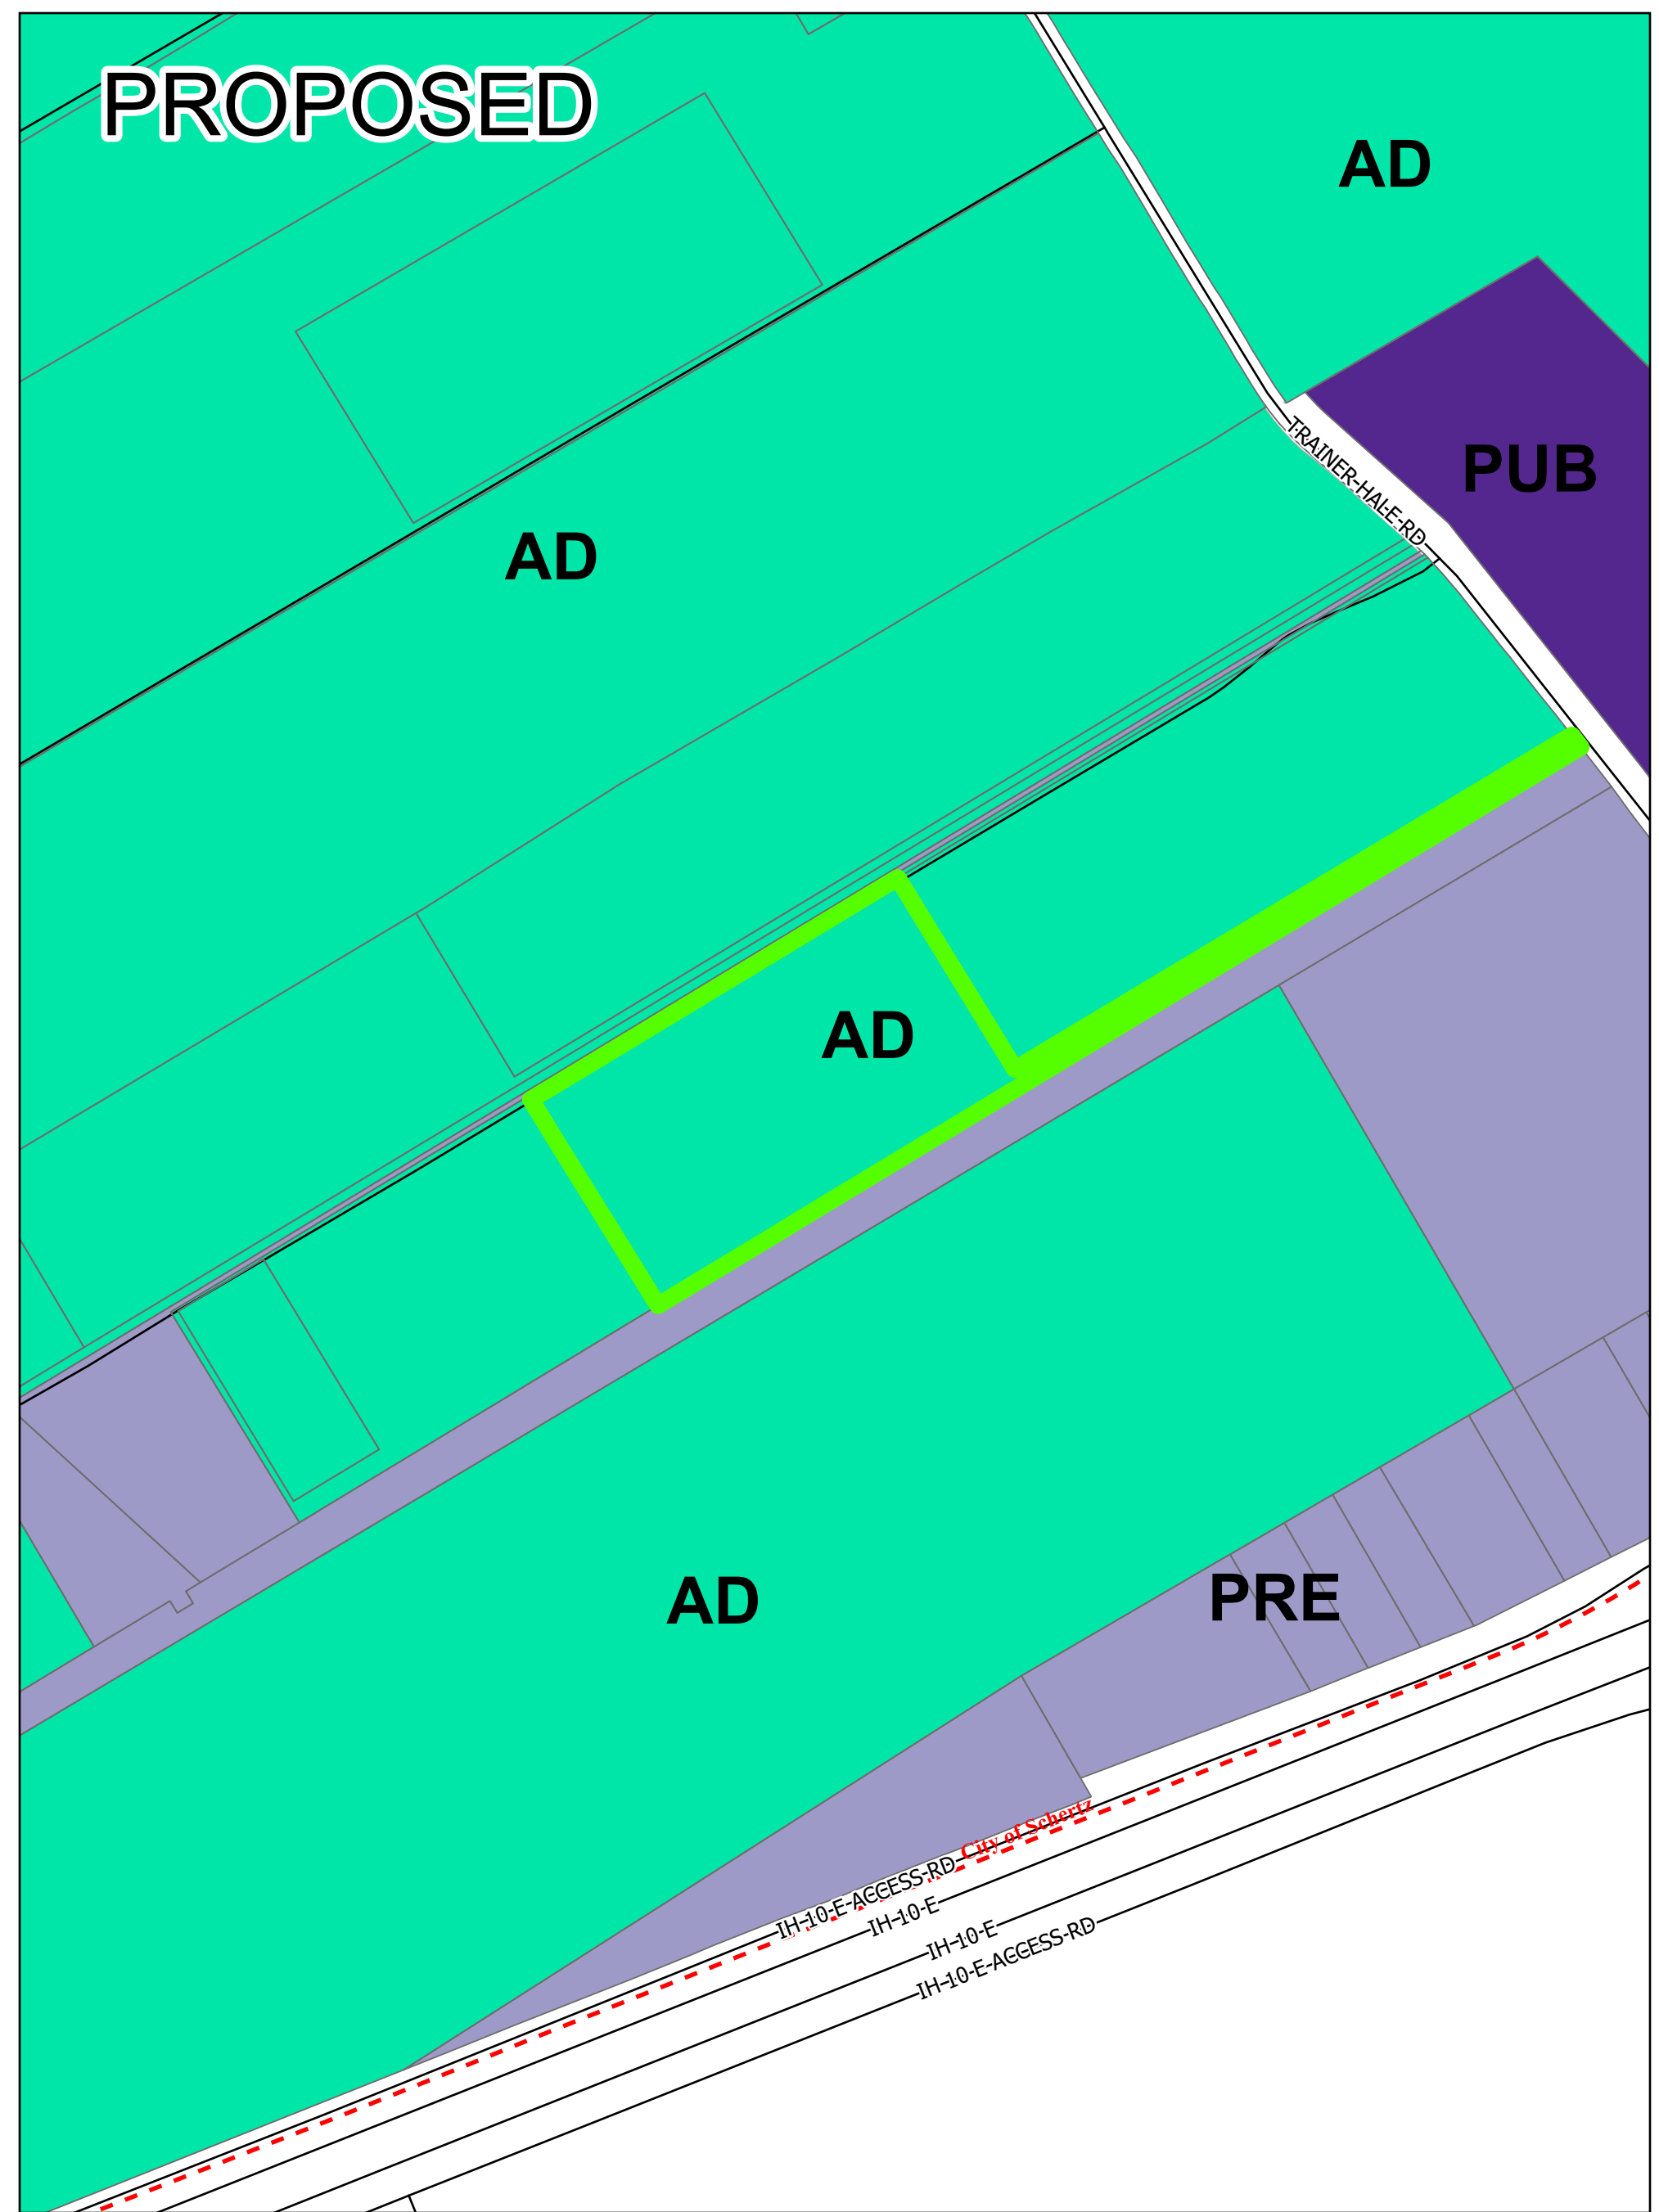 PROPOSED
AD
PUB
TRAINER-HALE-RD
AD
AD
AD
PRE
City of Schertz
IH-10-E-ACCESS-RD
IH-10-E
IH-10-E
IH-10-E-ACCESS-RD